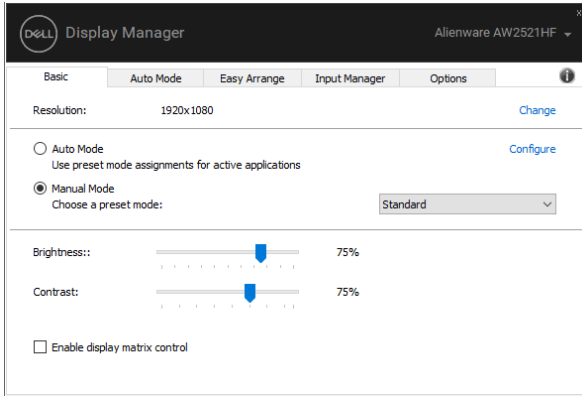 DELL Display Manager Alienware AW2521HF
Basic Auto Mode Easy Arrange Input Manager Options
Resolution: 1920x1080 Change
Auto Mode Configure
Use preset mode assignments for active applications
Manual Mode
Choose a preset mode: Standard
Brightness:: 75%
Contrast: 75%
Enable display matrix control